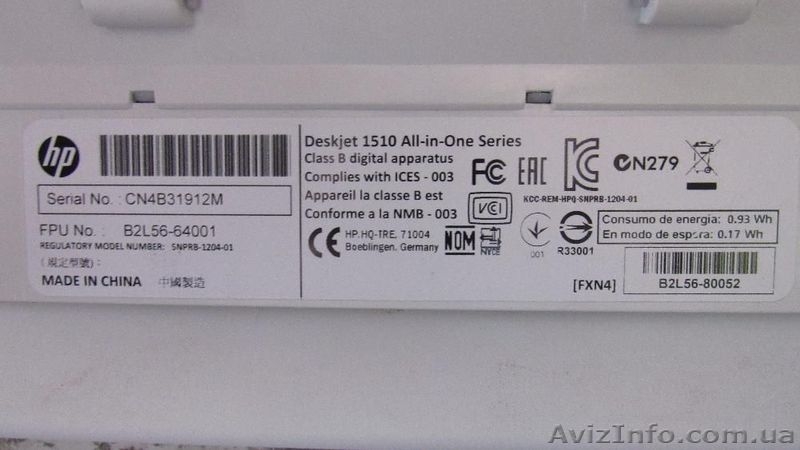 hp
Serial No. : CN4B31912M
FPU No. : B2L56-64001
REGULATORY MODEL NUMBER: SNPRB-1204-01
(規定型號):
MADE IN CHINA 中國製造
Deskjet 1510 All-in-One Series
Class B digital apparatus
Complies with ICES - 003
Appareil la classe B est
Conforme a la NMB - 003
HP.HQ-TRE, 71004
Boeblingen, Germany
CE
FC
EAC
KC
KCC-REM-HPQ-SNPRB-1204-01
N279
VCI
NOM
NYCE
001
R33001
Consumo de energía: 0.93 Wh
En modo de espera: 0.17 Wh
[FXN4]
B2L56-80052
AvizInfo.com.ua